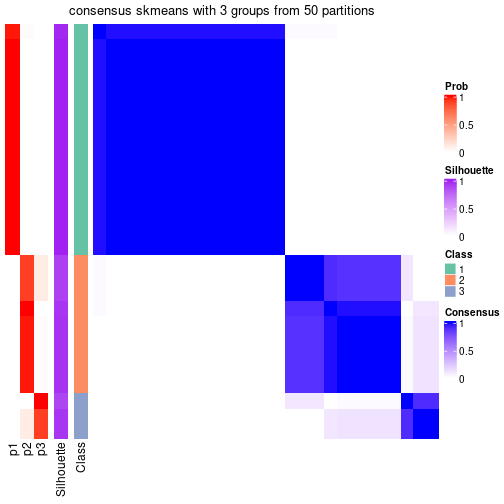 consensus skmeans with 3 groups from 50 partitions
Prob
1
0.5
0
Silhouette
1
0.5
0
Class
1
2
3
Consensus
1
0.5
0
p1
p2
p3
Silhouette
Class